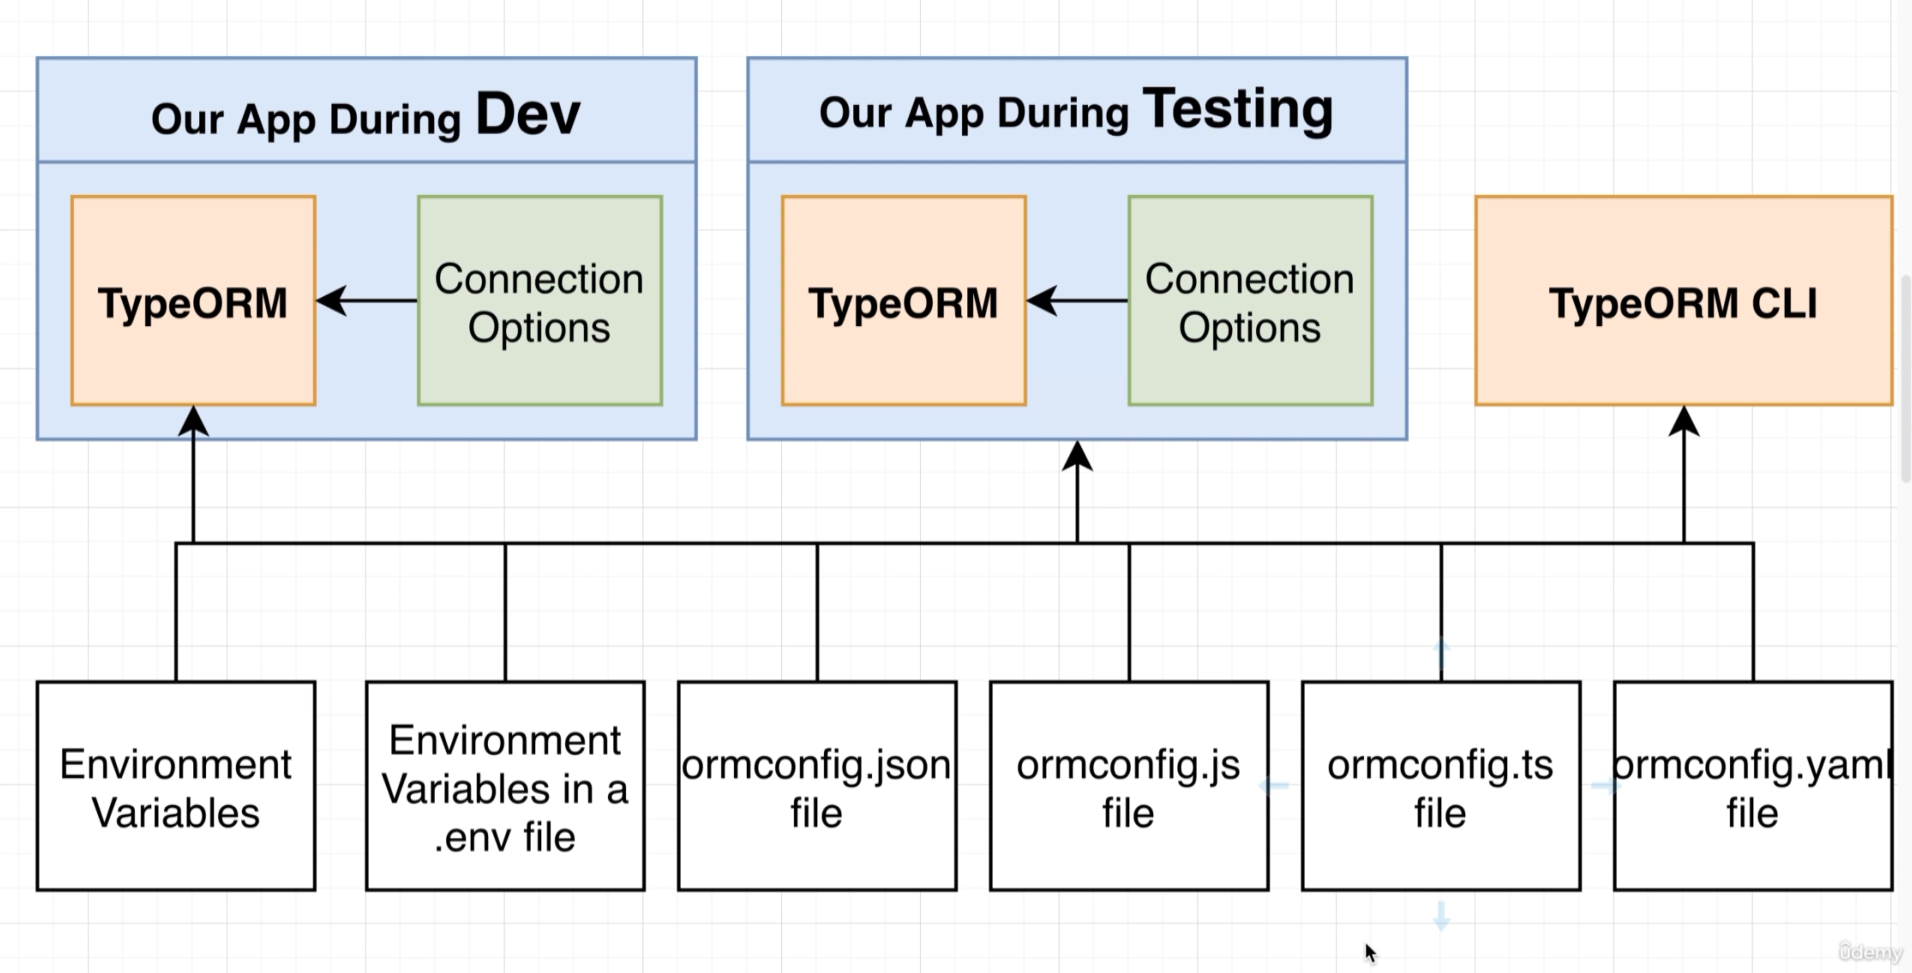 Our App During Dev
Our App During Testing
TypeORM
Connection
Options
TypeORM
Connection
Options
TypeORM CLI
Environment
Variables
Environment
Variables in a
.env file
ormconfig.json
file
ormconfig.js
file
ormconfig.ts
file
ormconfig.yaml
file
ûdemy